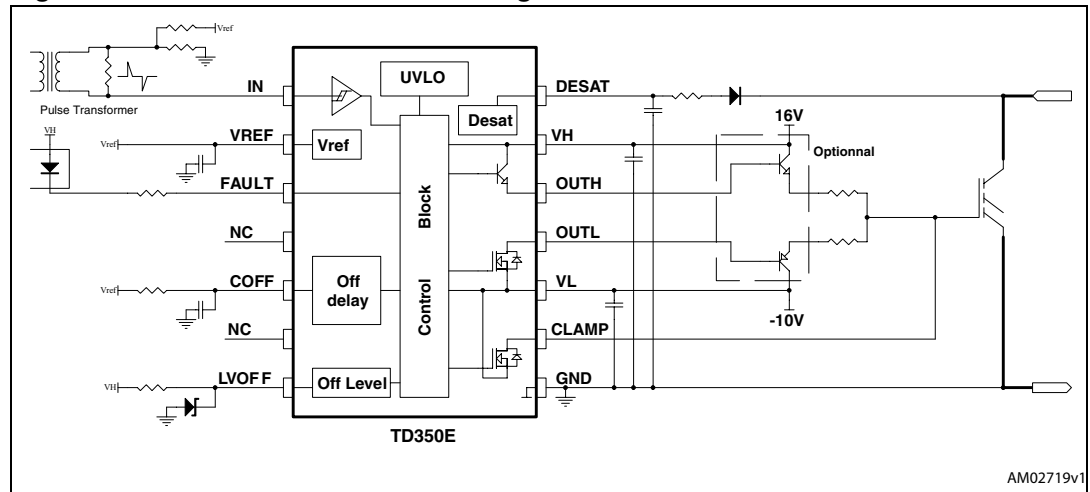 Vref
IN
UVLO
DESAT
Pulse Transformer
Desat
16V
VH
Vref
VREF
Vref
VH
Optionnal
FAULT
OUTH
NC
Control Block
OUTL
Vref
COFF
Off
delay
VL
-10V
NC
CLAMP
VH
LVOFF
Off Level
GND
TD350E
AM02719v1